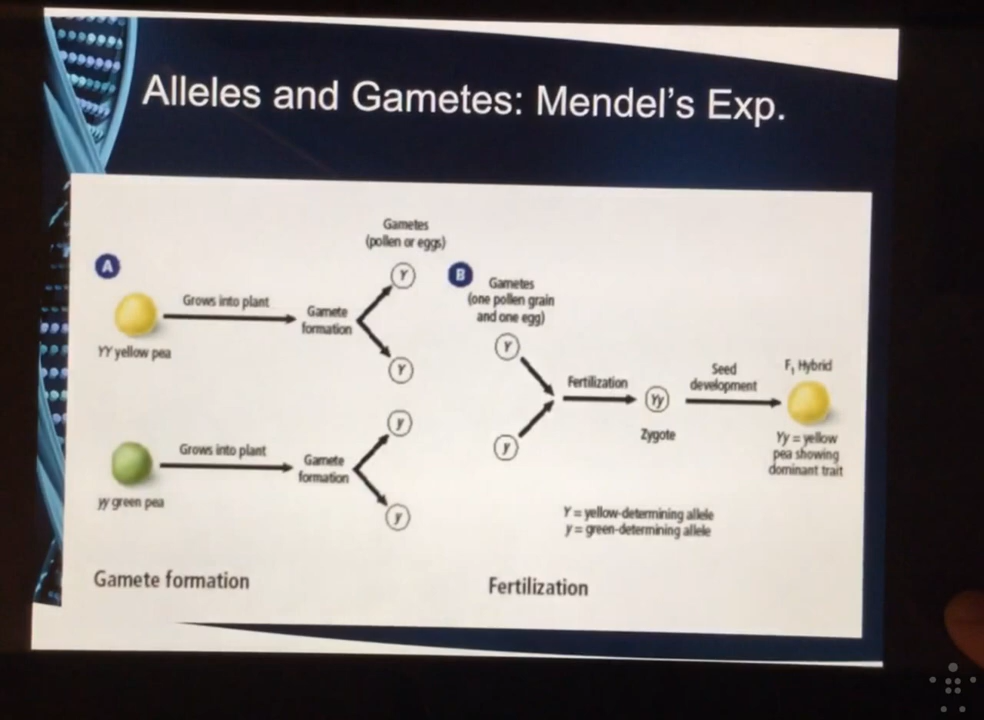 Alleles and Gametes: Mendel's Exp.
A
YY yellow pea
Grows into plant
Gamete
formation
Gametes
(pollen or eggs)
Y
Y
yy green pea
Grows into plant
Gamete
formation
y
y
Gamete formation
B
Gametes
(one pollen grain
and one egg)
Y
y
Fertilization
Yy
Zygote
Seed
development
F₁ Hybrid
Yy = yellow
pea showing
dominant trait
Y = yellow-determining allele
y = green-determining allele
Fertilization